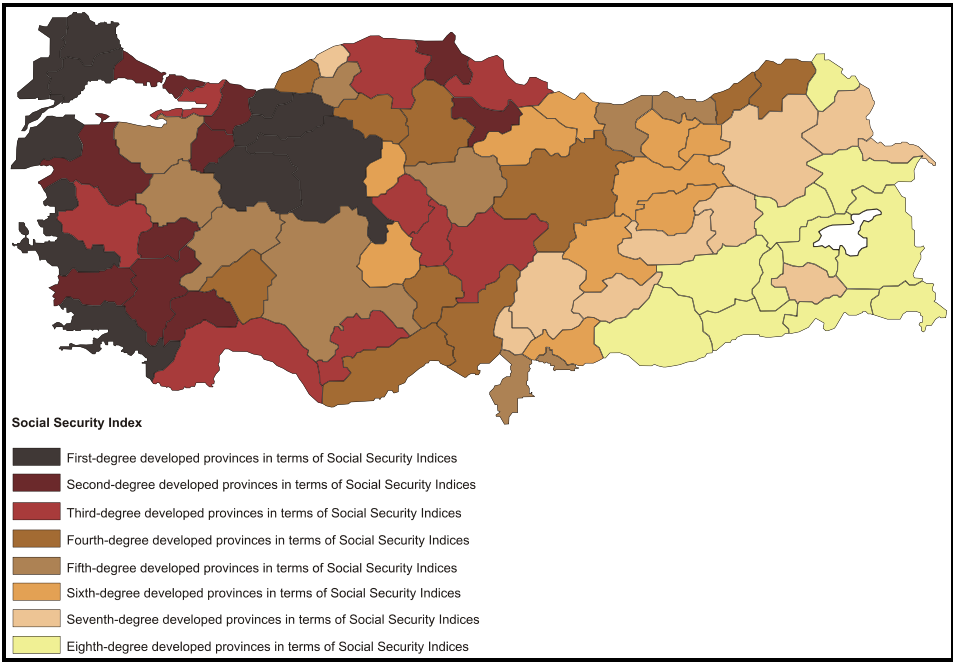 Social Security Index
First-degree developed provinces in terms of Social Security Indices
Second-degree developed provinces in terms of Social Security Indices
Third-degree developed provinces in terms of Social Security Indices
Fourth-degree developed provinces in terms of Social Security Indices
Fifth-degree developed provinces in terms of Social Security Indices
Sixth-degree developed provinces in terms of Social Security Indices
Seventh-degree developed provinces in terms of Social Security Indices
Eighth-degree developed provinces in terms of Social Security Indices